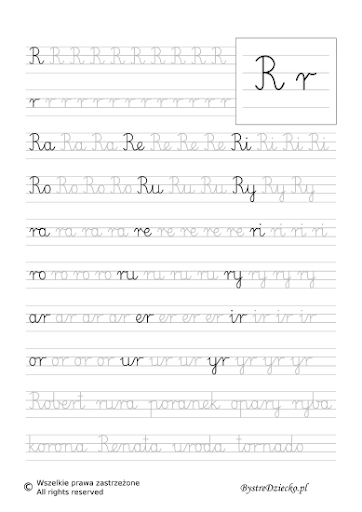 R R R R R R R R R R
R r
r r r r r r r r r r r r r
Ra Ra Ra Re Re Re Re Ri Ri Ri Ri
Ro Ro Ro Ro Ru Ru Ru Ry Ry Ry
ra ra ra ra re re re re re ri ri ri ri
ro ro ro ro ru ru ru ru ry ry ry ry
ar ar ar ar er er er er ir ir ir ir
or or or or ur ur ur yr yr yr yr
Robert rura poranek opary ryba
korona Renata uroda tornado
© Wszelkie prawa zastrzeżone
All rights reserved
BystreDziecko.pl